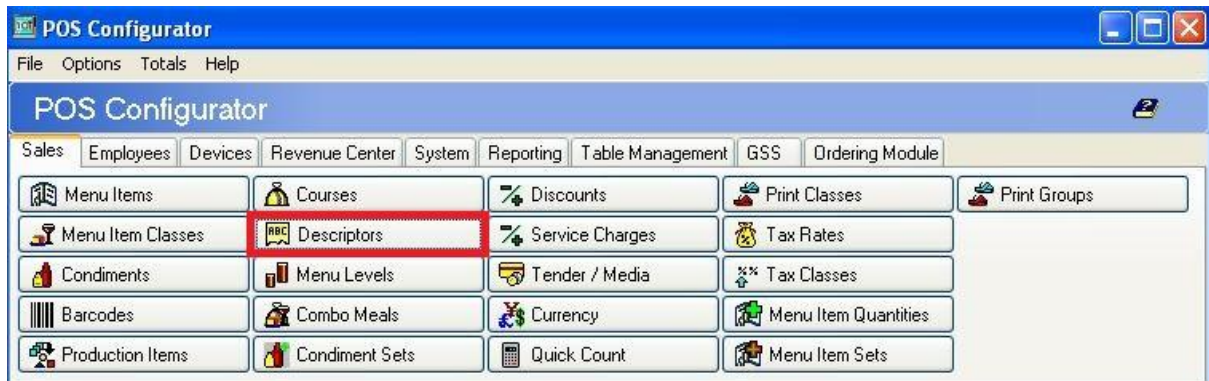 POS Configurator
File Options Totals Help
POS Configurator
Sales Employees Devices Revenue Center System Reporting Table Management GSS Ordering Module
Menu Items Courses Discounts Print Classes Print Groups
Menu Item Classes ABC Descriptors Service Charges Tax Rates
Condiments Menu Levels Tender / Media Tax Classes
Barcodes Combo Meals Currency Menu Item Quantities
Production Items Condiment Sets Quick Count Menu Item Sets